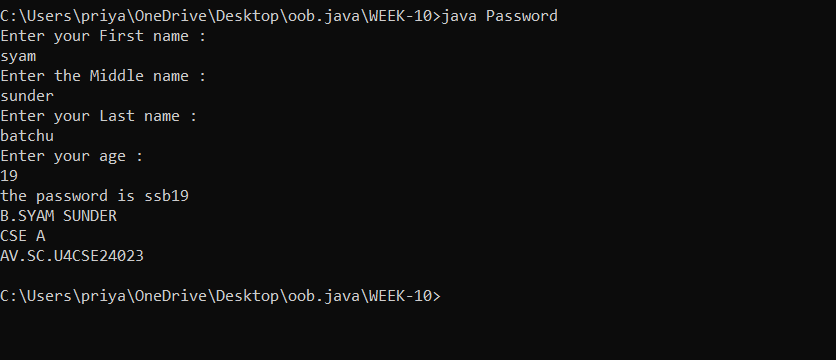 C:\Users\priya\OneDrive\Desktop\oob.java\WEEK-10>java Password
Enter your First name :
syam
Enter the Middle name :
sunder
Enter your Last name :
batchu
Enter your age :
19
the password is ssb19
B.SYAM SUNDER
CSE A
AV.SC.U4CSE24023
C:\Users\priya\OneDrive\Desktop\oob.java\WEEK-10>